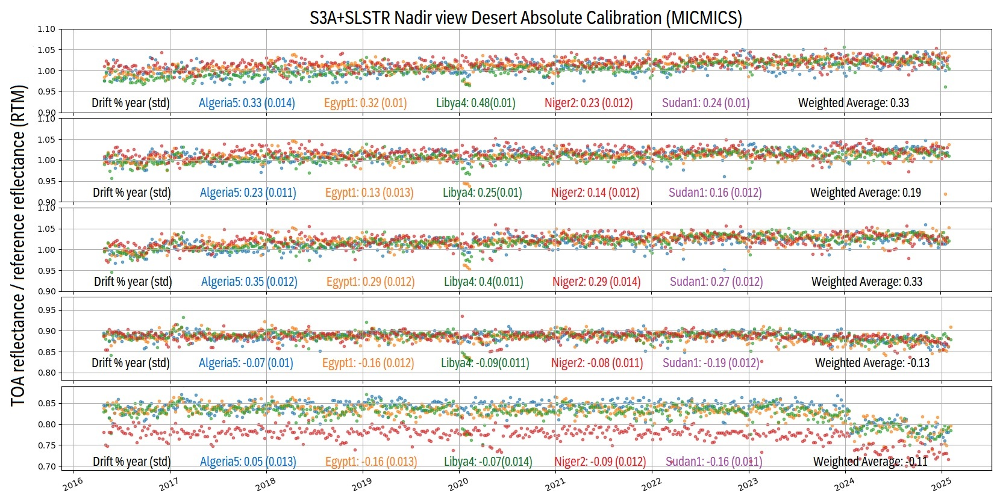 S3A+SLSTR Nadir view Desert Absolute Calibration (MICMICS)
TOA reflectance / reference reflectance (RTM)
1.10
1.05
1.00
0.95
0.90
Drift % year (std) Algeria5: 0.33 (0.014) Egypt1: 0.32 (0.01) Libya4: 0.48(0.01) Niger2: 0.23 (0.012) Sudan1: 0.24 (0.01) Weighted Average: 0.33
1.10
1.05
1.00
0.95
0.90
Drift % year (std) Algeria5: 0.23 (0.011) Egypt1: 0.13 (0.013) Libya4: 0.25(0.01) Niger2: 0.14 (0.012) Sudan1: 0.16 (0.012) Weighted Average: 0.19
1.10
1.05
1.00
0.95
0.90
Drift % year (std) Algeria5: 0.35 (0.012) Egypt1: 0.29 (0.012) Libya4: 0.4(0.011) Niger2: 0.29 (0.014) Sudan1: 0.27 (0.012) Weighted Average: 0.33
0.95
0.90
0.85
0.80
Drift % year (std) Algeria5: -0.07 (0.01) Egypt1: -0.16 (0.012) Libya4: -0.09(0.011) Niger2: -0.08 (0.011) Sudan1: -0.19 (0.012) Weighted Average: -0.13
0.85
0.80
0.75
0.70
Drift % year (std) Algeria5: 0.05 (0.013) Egypt1: -0.16 (0.013) Libya4: -0.07(0.014) Niger2: -0.09 (0.012) Sudan1: -0.16 (0.011) Weighted Average: -0.11
2016 2017 2018 2019 2020 2021 2022 2023 2024 2025